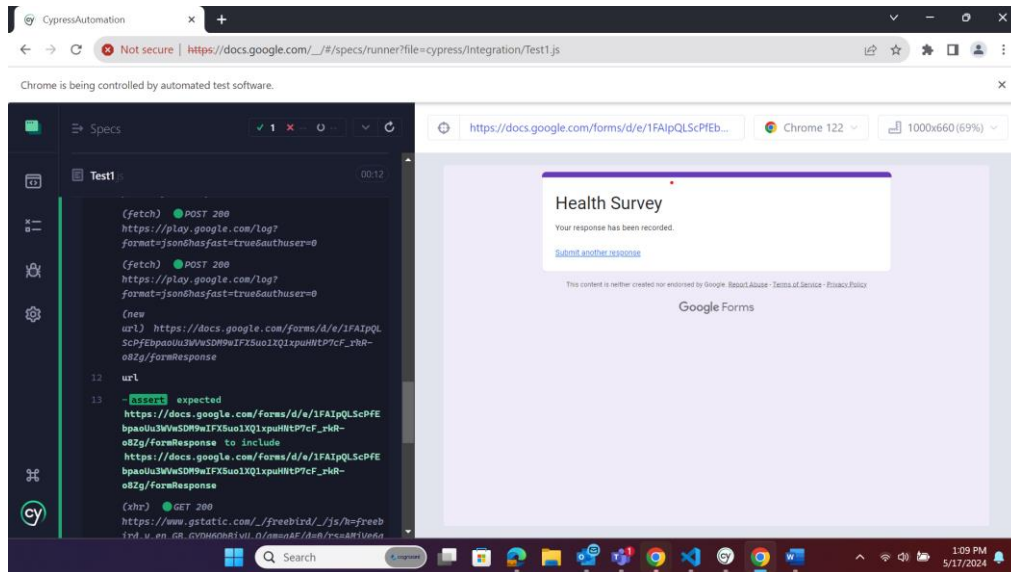 CypressAutomation
Not secure | https://docs.google.com/__/#/specs/runner?file=cypress/Integration/Test1.js
Chrome is being controlled by automated test software.
Specs
1
https://docs.google.com/forms/d/e/1FAIpQLScPfEb...
Chrome 122
1000x660 (69%)
Test1.js
00:12
(fetch) POST 200
https://play.google.com/log?
format=json&hasfast=true&authuser=0
(fetch) POST 200
https://play.google.com/log?
format=json&hasfast=true&authuser=0
(new
url) https://docs.google.com/forms/d/e/1FAIpQL
ScPfEbpaoUu3WVwSDM9wIFX5uo1XQ1xpuHNtP7cF_rkR-
o8Zg/formResponse
12 url
13 -assert expected
https://docs.google.com/forms/d/e/1FAIpQLScPfE
bpaoUu3WVwSDM9wIFX5uo1XQ1xpuHNtP7cF_rkR-
o8Zg/formResponse to include
https://docs.google.com/forms/d/e/1FAIpQLScPfE
bpaoUu3WVwSDM9wIFX5uo1XQ1xpuHNtP7cF_rkR-
o8Zg/formResponse
(xhr) GET 200
https://www.gstatic.com/_/freebird/_/js/k=freeb
cy
Health Survey
Your response has been recorded.
Submit another response
This content is neither created nor endorsed by Google. Report Abuse - Terms of Service - Privacy Policy
Google Forms
Search
1:09 PM
5/17/2024